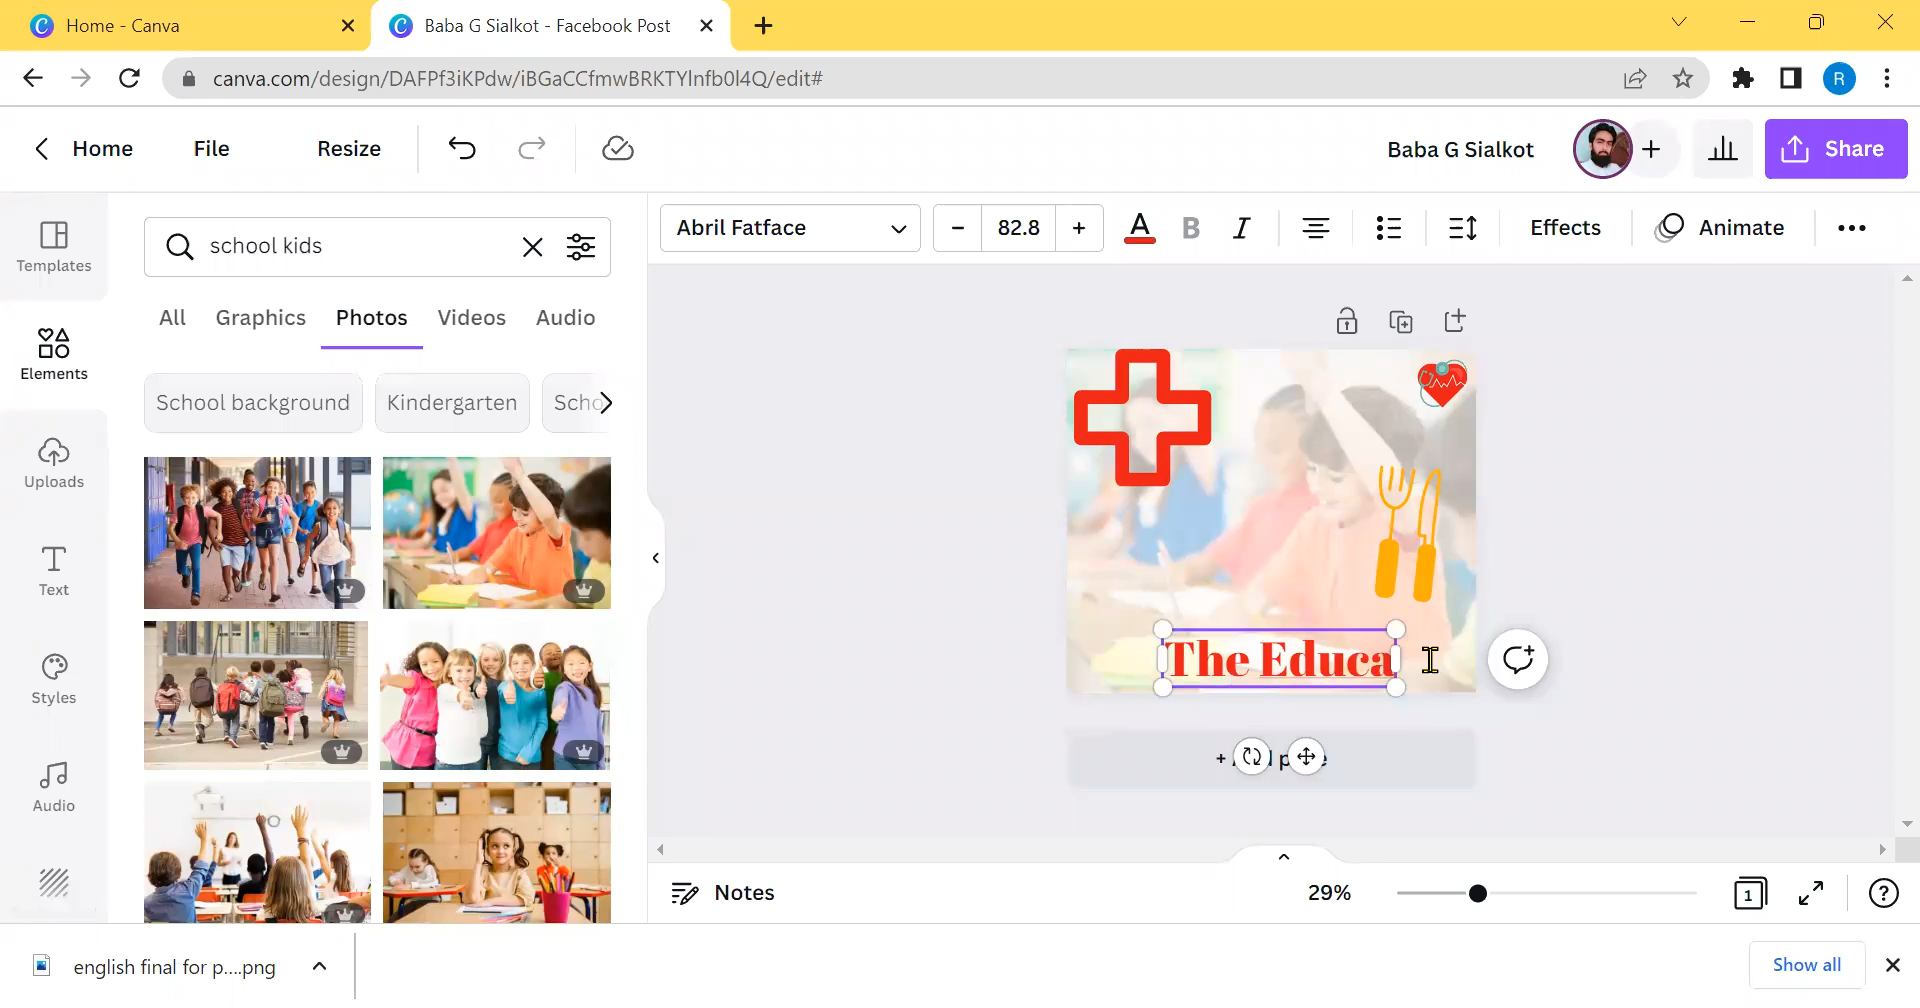 Home - Canva
Baba G Sialkot - Facebook Post
canva.com/design/DAFPf3iKPdw/iBGaCCfmwBRKTYlnfb0l4Q/edit#
R
Home
File
Resize
Baba G Sialkot
Share
Templates
Elements
Uploads
Text
Styles
Audio
school kids
All
Graphics
Photos
Videos
Audio
School background
Kindergarten
Scho
Abril Fatface
- 82.8 +
A B I
Effects
Animate
The Educa
Notes
29%
1
english final for p....png
Show all